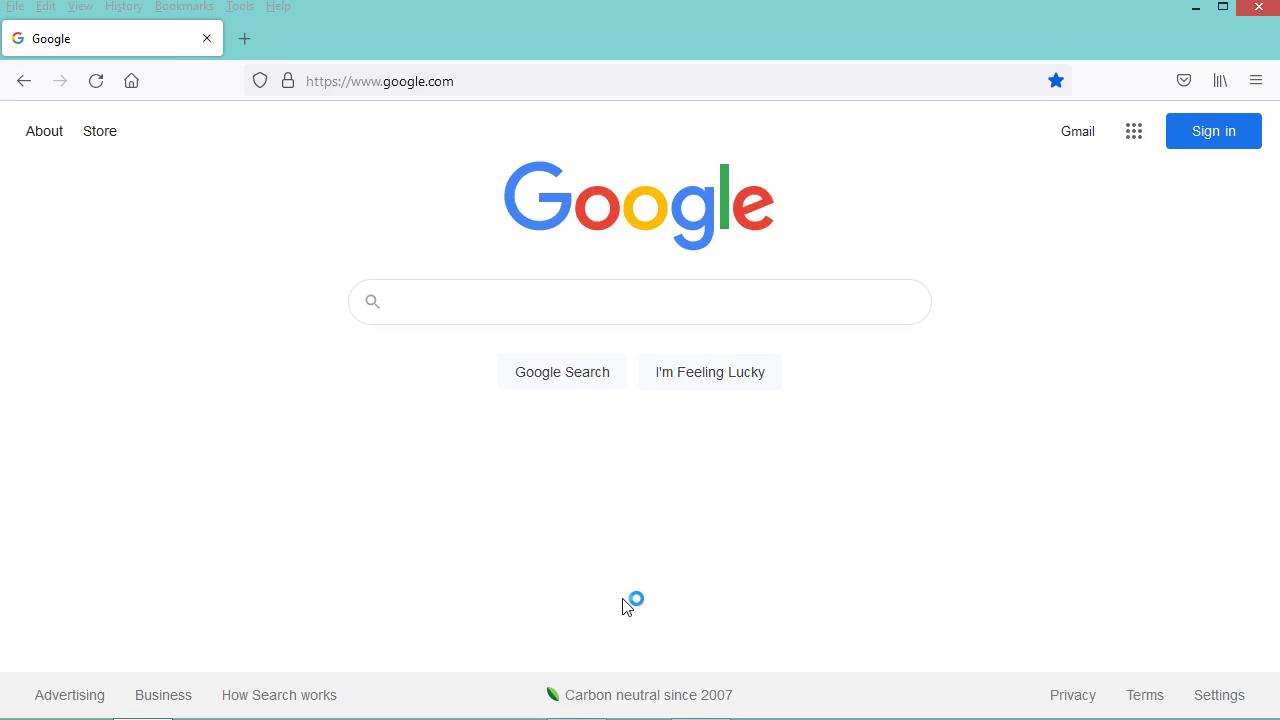 File Edit View History Bookmarks Tools Help
Google
https://www.google.com
About Store Gmail Sign in
Google
Google Search I'm Feeling Lucky
Advertising Business How Search works Carbon neutral since 2007 Privacy Terms Settings